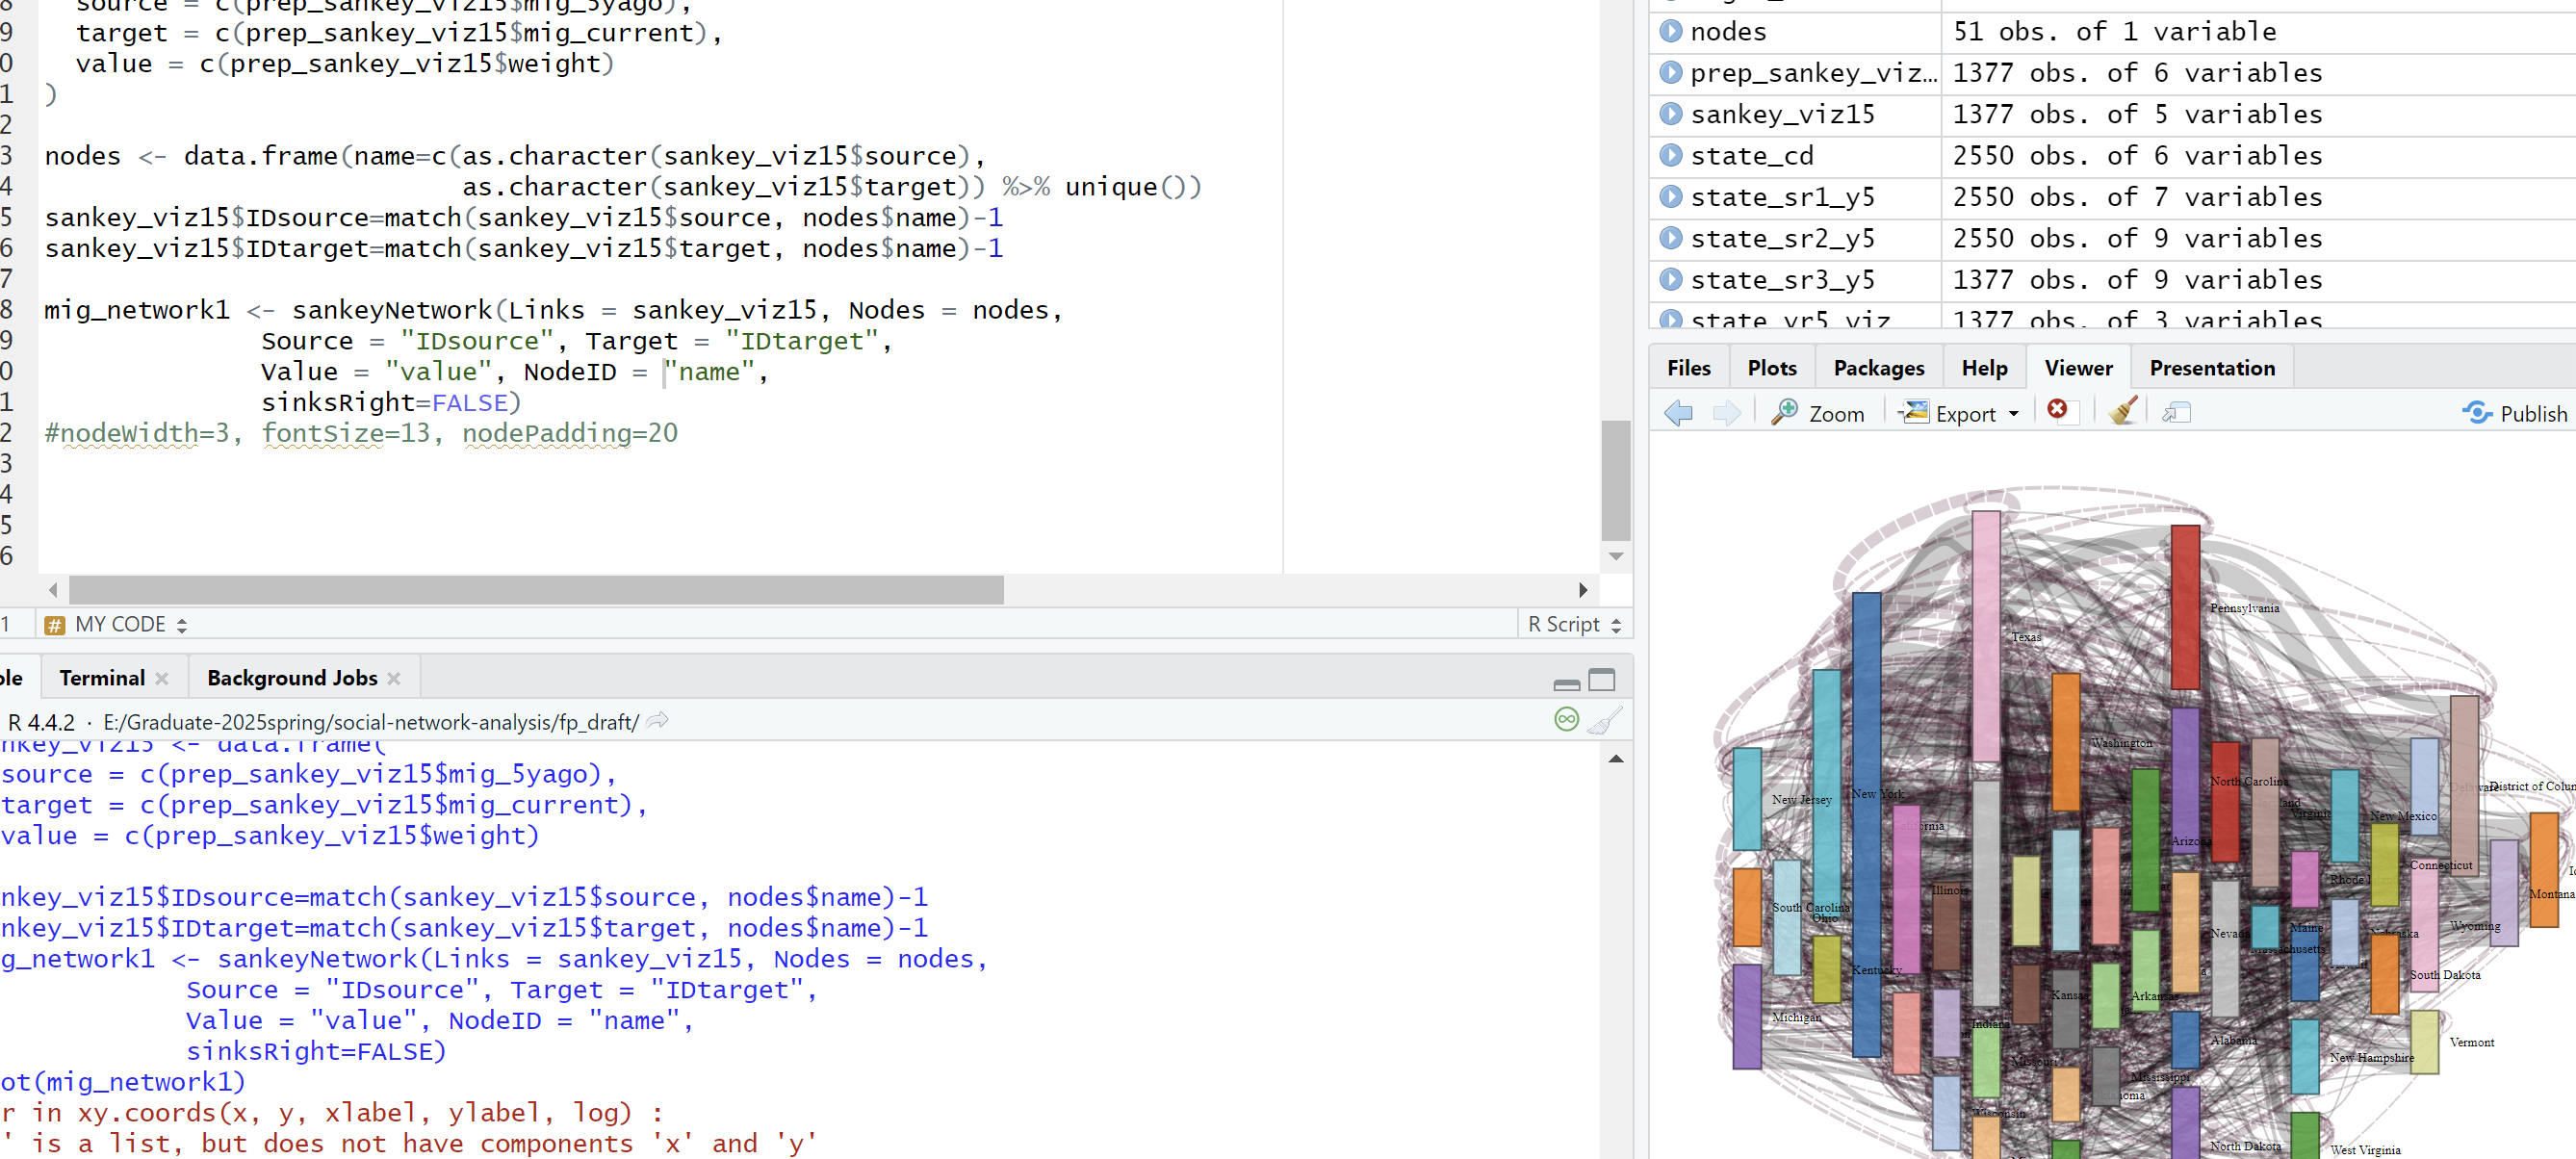 8 source = c(prep_sankey_viz15$mig_5yago),
9 target = c(prep_sankey_viz15$mig_current),
0 value = c(prep_sankey_viz15$weight)
1 )
2
3 nodes <- data.frame(name=c(as.character(sankey_viz15$source),
4 as.character(sankey_viz15$target)) %>% unique())
5 sankey_viz15$IDsource=match(sankey_viz15$source, nodes$name)-1
6 sankey_viz15$IDtarget=match(sankey_viz15$target, nodes$name)-1
7
8 mig_network1 <- sankeyNetwork(Links = sankey_viz15, Nodes = nodes,
9 Source = "IDsource", Target = "IDtarget",
0 Value = "value", NodeID = "name",
1 sinksRight=FALSE)
2 #nodeWidth=3, fontSize=13, nodePadding=20
3
4
5
6
1 # MY CODE R Script
ole Terminal Background Jobs
R 4.4.2 · E:/Graduate-2025spring/social-network-analysis/fp_draft/
nkey_viz15 <- data.frame(
source = c(prep_sankey_viz15$mig_5yago),
target = c(prep_sankey_viz15$mig_current),
value = c(prep_sankey_viz15$weight)
nkey_viz15$IDsource=match(sankey_viz15$source, nodes$name)-1
nkey_viz15$IDtarget=match(sankey_viz15$target, nodes$name)-1
g_network1 <- sankeyNetwork(Links = sankey_viz15, Nodes = nodes,
Source = "IDsource", Target = "IDtarget",
Value = "value", NodeID = "name",
sinksRight=FALSE)
ot(mig_network1)
r in xy.coords(x, y, xlabel, ylabel, log) :
' is a list, but does not have components 'x' and 'y'
nodes 51 obs. of 1 variable
prep_sankey_viz… 1377 obs. of 6 variables
sankey_viz15 1377 obs. of 5 variables
state_cd 2550 obs. of 6 variables
state_sr1_y5 2550 obs. of 7 variables
state_sr2_y5 2550 obs. of 9 variables
state_sr3_y5 1377 obs. of 9 variables
state_yr5_viz 1377 obs. of 3 variables
Files Plots Packages Help Viewer Presentation
Zoom Export Publish
Pennsylvania
Texas
Washington
North Carolina
District of Colum
New Jersey
New York
Virginia
New Mexico
Arizona
Connecticut
Illinois
Montana
South Carolina
Ohio
Rhode I
Wyoming
Maine
Nevada
Nebraska
Massachusetts
Kentucky
South Dakota
Kansas
Arkansas
Michigan
Indiana
Alabama
Vermont
New Hampshire
Missouri
Mississippi
Wisconsin
North Dakota
West Virginia